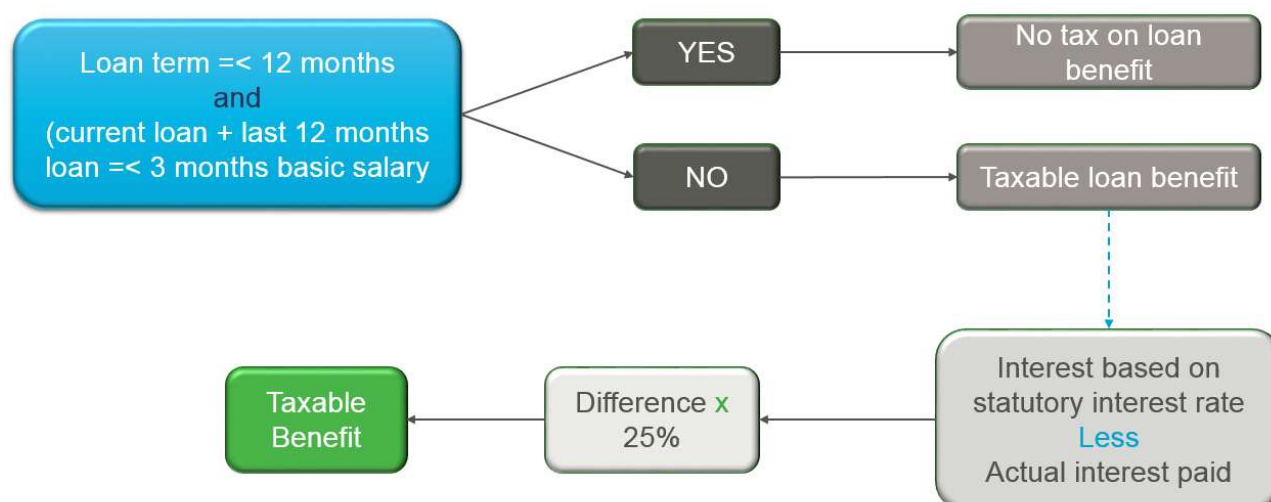 Loan term =< 12 months
and
(current loan + last 12 months
loan =< 3 months basic salary
YES
No tax on loan
benefit
NO
Taxable loan benefit
Interest based on
statutory interest rate
Less
Actual interest paid
Difference x
25%
Taxable
Benefit